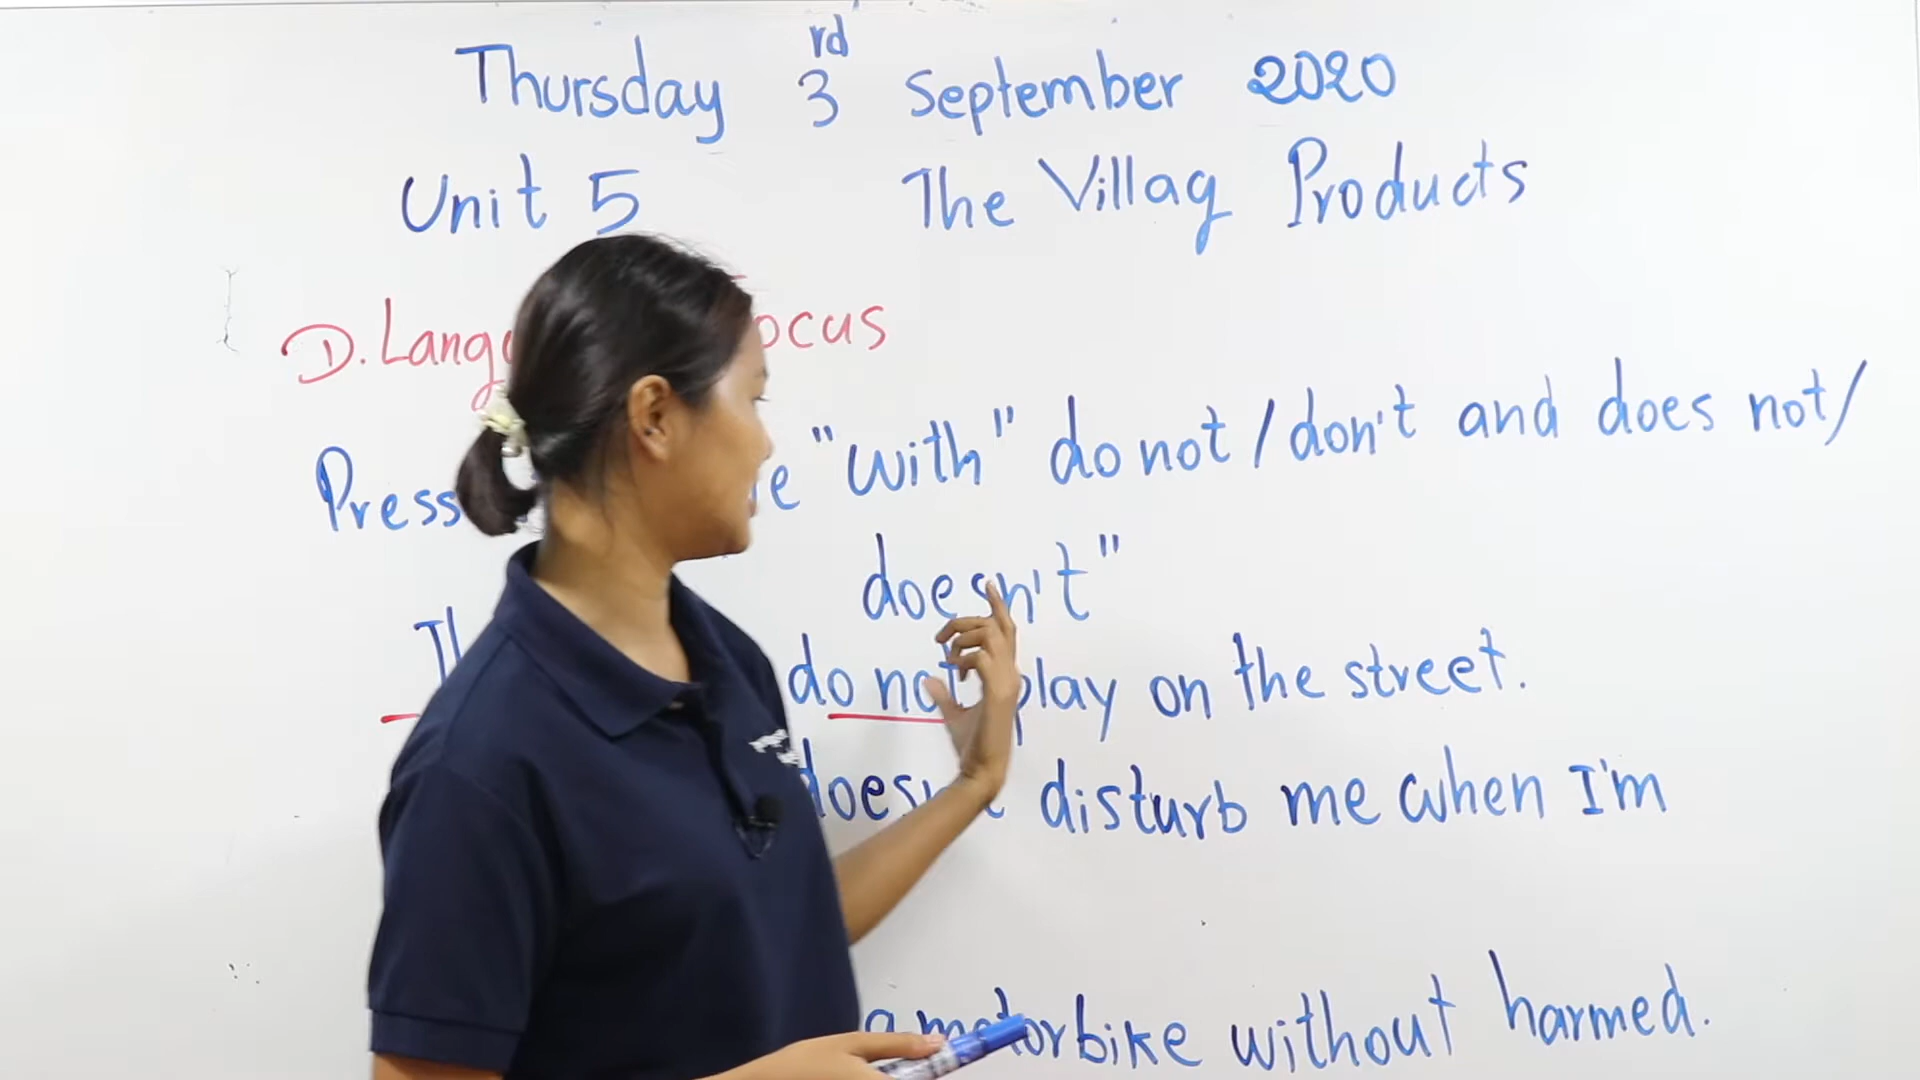 Thursday 3rd September 2020
Unit 5 The Villag Products
D. Lang ocus
Press e "with" do not / don't and does not/
doesn't"
Th do not play on the street.
doesn't disturb me when I'm
a motorbike without harmed.